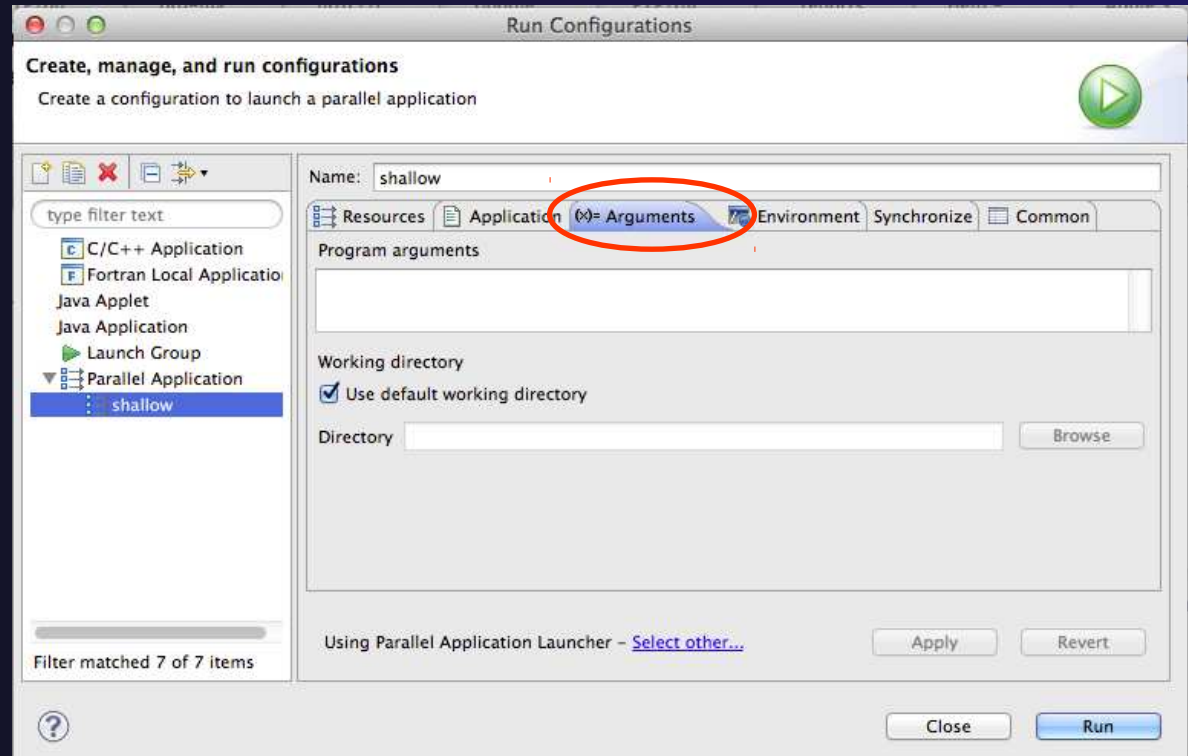 Run Configurations
Create, manage, and run configurations
Create a configuration to launch a parallel application
type filter text
C/C++ Application
Fortran Local Applicatio
Java Applet
Java Application
Launch Group
Parallel Application
shallow
Filter matched 7 of 7 items
Name: shallow
Resources Application (x)= Arguments Environment Synchronize Common
Program arguments
Working directory
Use default working directory
Directory Browse
Using Parallel Application Launcher – Select other...
Apply Revert
? Close Run